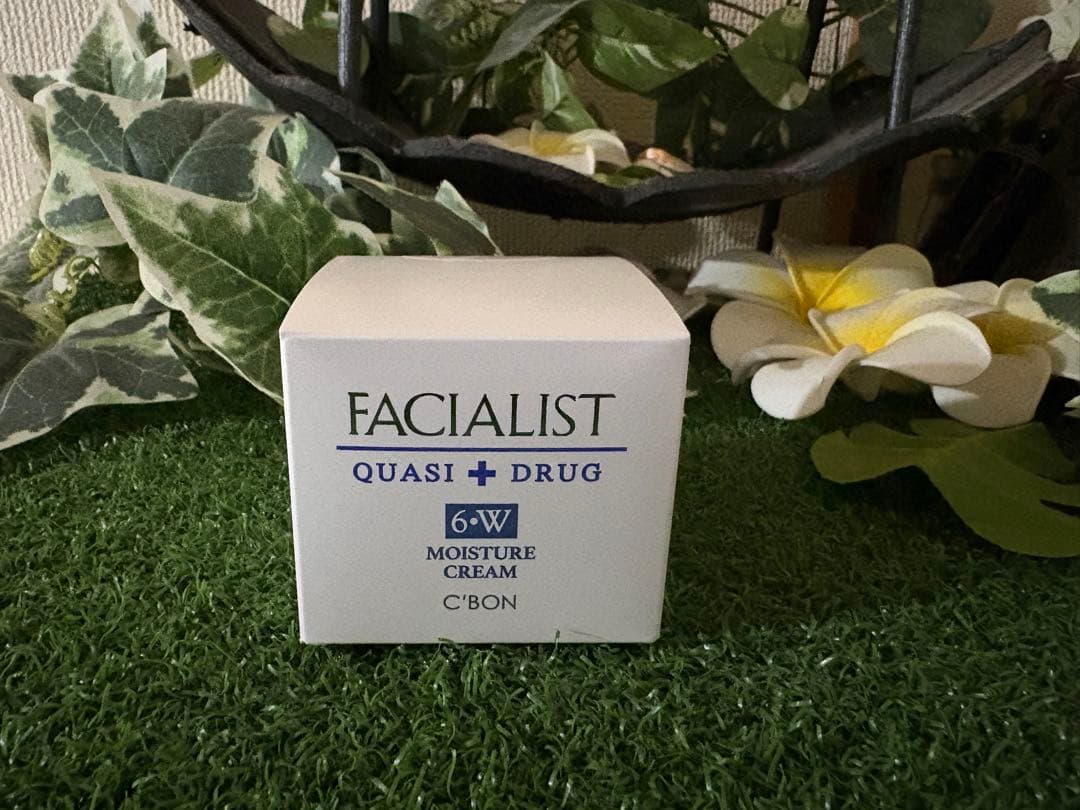 FACIALIST
QUASI ✚ DRUG
6•W
MOISTURE
CREAM
C'BON